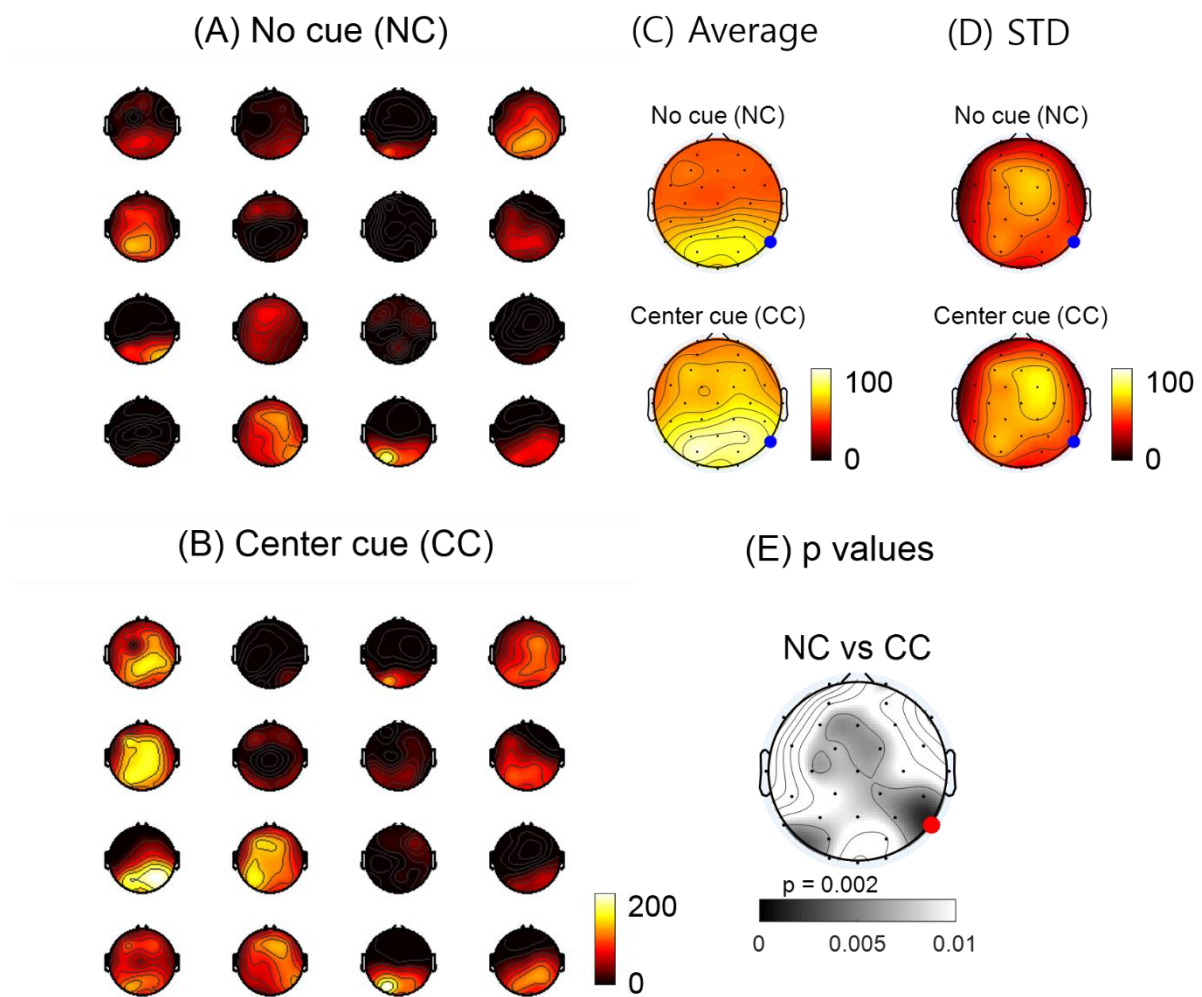 (A) No cue (NC)
(C) Average
(D) STD
No cue (NC)
No cue (NC)
Center cue (CC)
Center cue (CC)
100
0
100
0
(B) Center cue (CC)
(E) p values
NC vs CC
200
0
p = 0.002
0
0.005
0.01